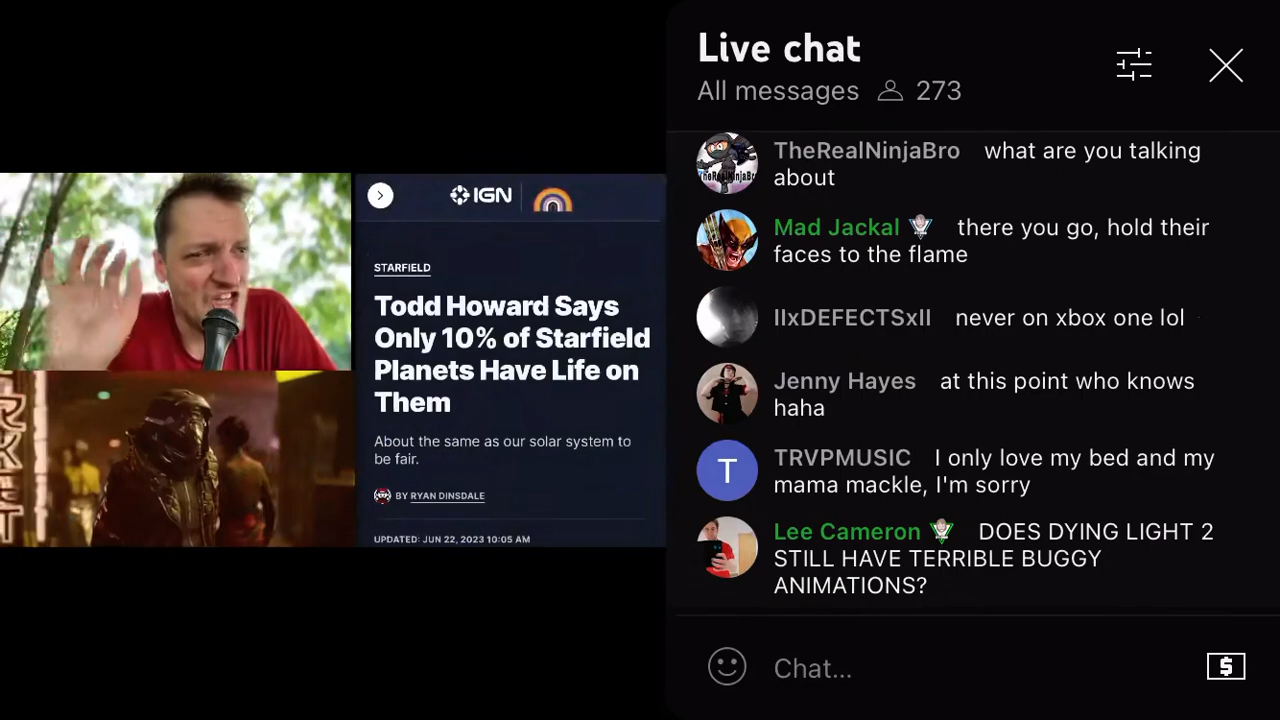 IGN
STARFIELD
Todd Howard Says
Only 10% of Starfield
Planets Have Life on
Them
About the same as our solar system to
be fair.
BY RYAN DINSDALE
UPDATED: JUN 22, 2023 10:05 AM
RKET
Live chat
All messages 273
TheRealNinjaBro what are you talking
about
Mad Jackal there you go, hold their
faces to the flame
IIxDEFECTSxII never on xbox one lol
Jenny Hayes at this point who knows
haha
T
TRVPMUSIC I only love my bed and my
mama mackle, I'm sorry
Lee Cameron DOES DYING LIGHT 2
STILL HAVE TERRIBLE BUGGY
ANIMATIONS?
Chat...
$